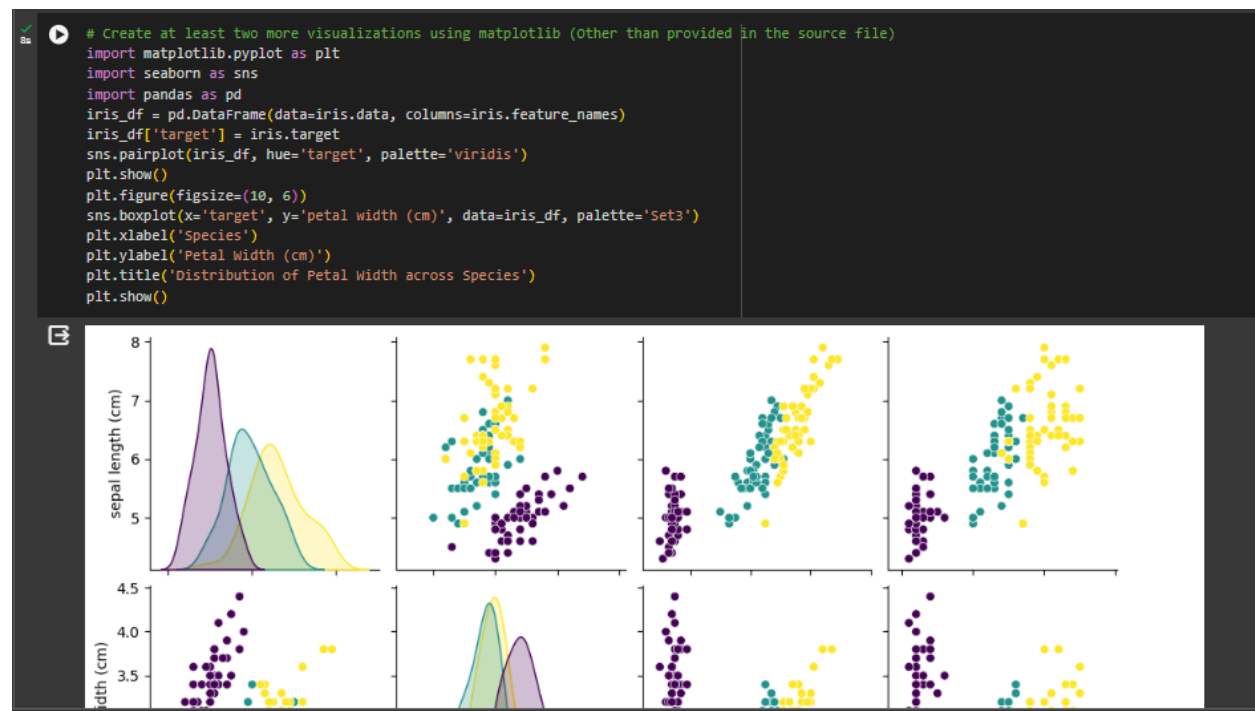 # Create at least two more visualizations using matplotlib (Other than provided in the source file)
8s
import matplotlib.pyplot as plt
import seaborn as sns
import pandas as pd
iris_df = pd.DataFrame(data=iris.data, columns=iris.feature_names)
iris_df['target'] = iris.target
sns.pairplot(iris_df, hue='target', palette='viridis')
plt.show()
plt.figure(figsize=(10, 6))
sns.boxplot(x='target', y='petal width (cm)', data=iris_df, palette='Set3')
plt.xlabel('Species')
plt.ylabel('Petal Width (cm)')
plt.title('Distribution of Petal Width across Species')
plt.show()
8
7
6
5
sepal length (cm)
4.5
4.0
3.5
idth (cm)